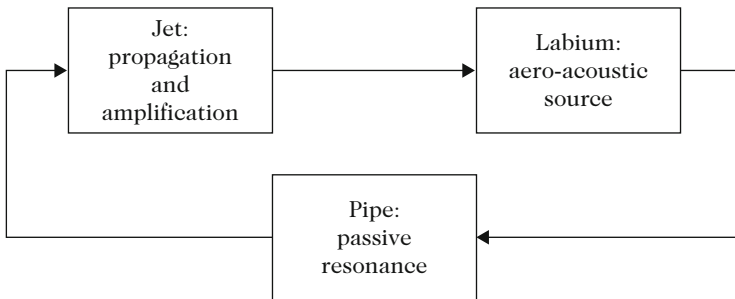 Jet:
propagation
and
amplification
Labium:
aero-acoustic
source
Pipe:
passive
resonance